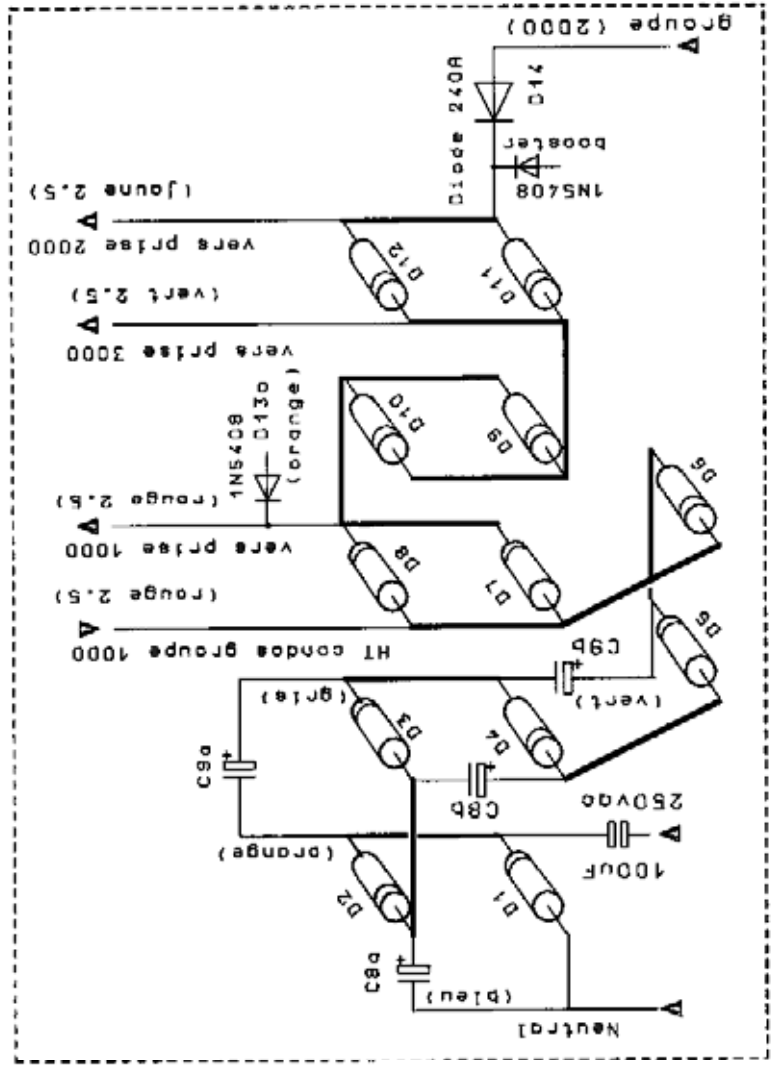 Neutral
(bleu)
C8a
+
D1
D2
100uF
250vac
(orange)
C9a
+
C8b
+
D4
D3
(vert)
(gris)
C9b
+
D5
HT condos groupe 1000
(rouge 2.5)
D6
D7
D8
vers prise 1000
(rouge 2.5)
1N5408
D13b
(orange)
D9
D10
vers prise 3000
(vert 2.5)
D11
D12
vers prise 2000
(jaune 2.5)
1N5408
booster
Diode 240A
D14
groupe (2000)